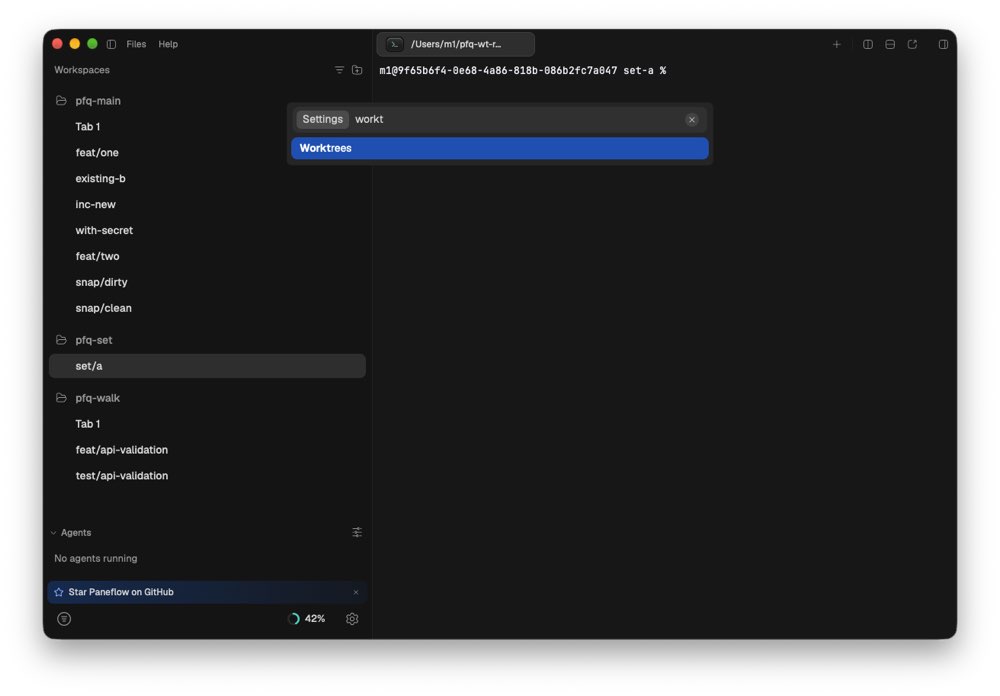 Files Help
/Users/m1/pfq-wt-r...
Workspaces
m1@9f65b6f4-0e68-4a86-818b-086b2fc7a047 set-a %
pfq-main
Tab 1
feat/one
existing-b
inc-new
with-secret
feat/two
snap/dirty
snap/clean
pfq-set
set/a
pfq-walk
Tab 1
feat/api-validation
test/api-validation
Settings workt
Worktrees
Agents
No agents running
Star Paneflow on GitHub
42%